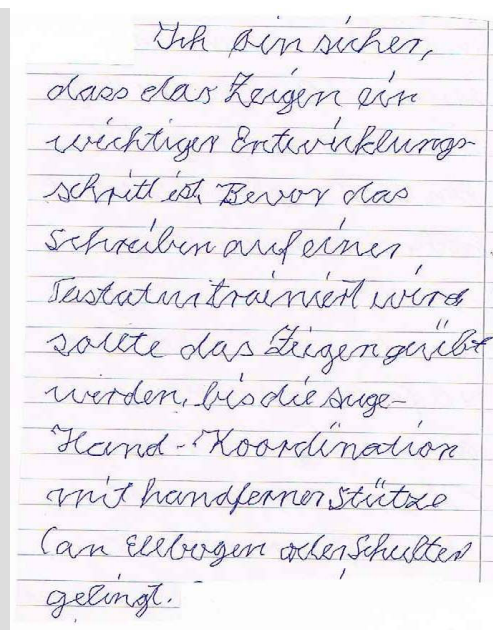 Ich bin sicher,
dass das Zeigen ein
wichtiger Entwicklungs-
schritt ist. Bevor das
Schreiben auf einer
Tastatur trainiert wird
sollte das Zeigen geübt
werden, bis die Auge-
Hand-Koordination
mit handferner Stütze
(an Ellbogen oder Schulter
gelingt.